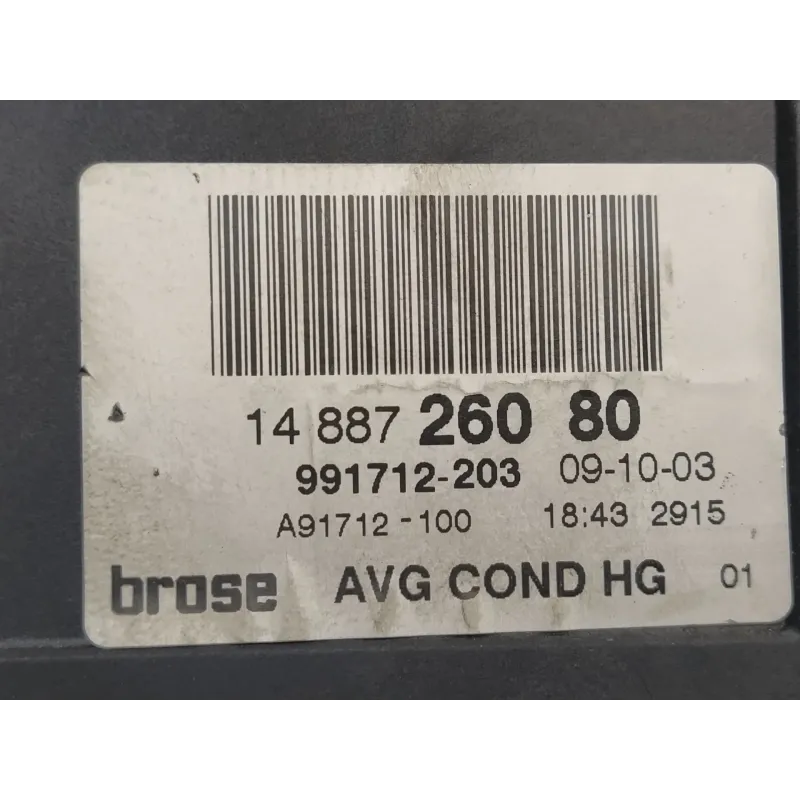 14 887 260 80
991712-203 09-10-03
A91712-100 18:43 2915
brose AVG COND HG 01